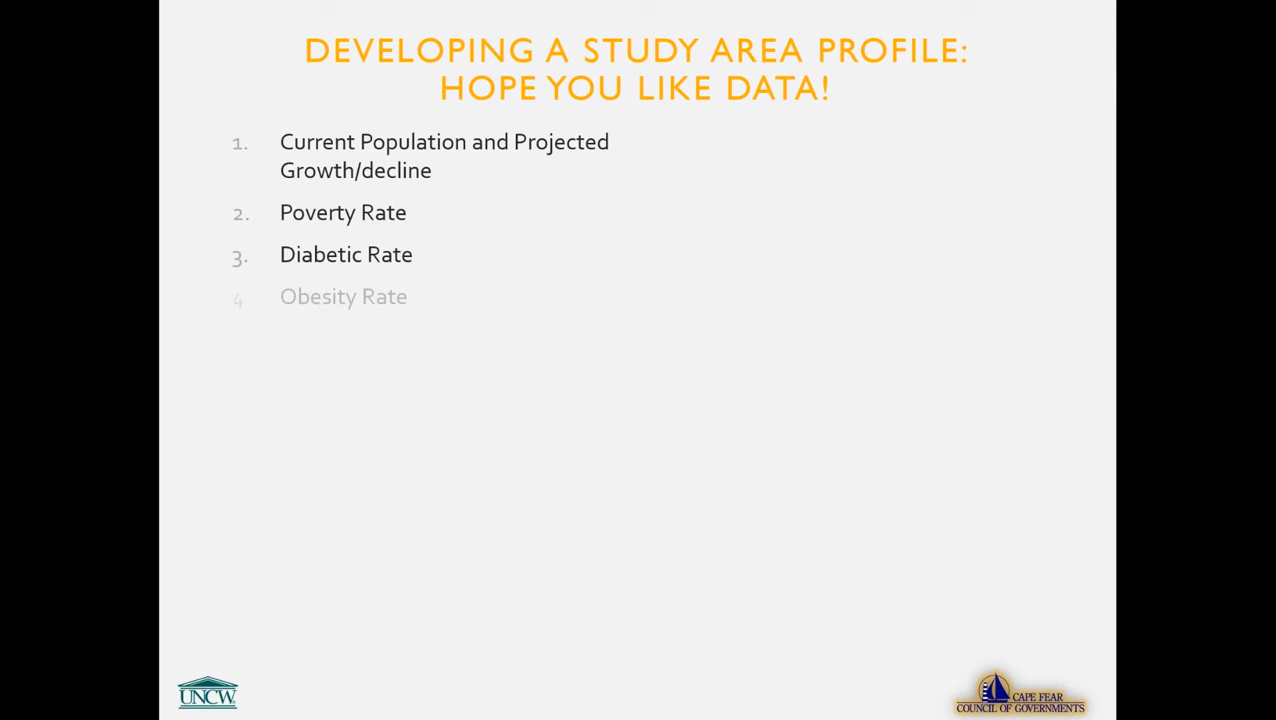 DEVELOPING A STUDY AREA PROFILE:
HOPE YOU LIKE DATA!
1. Current Population and Projected
Growth/decline
2. Poverty Rate
3. Diabetic Rate
4 Obesity Rate
UNCW
CAPE FEAR
COUNCIL OF GOVERNMENTS